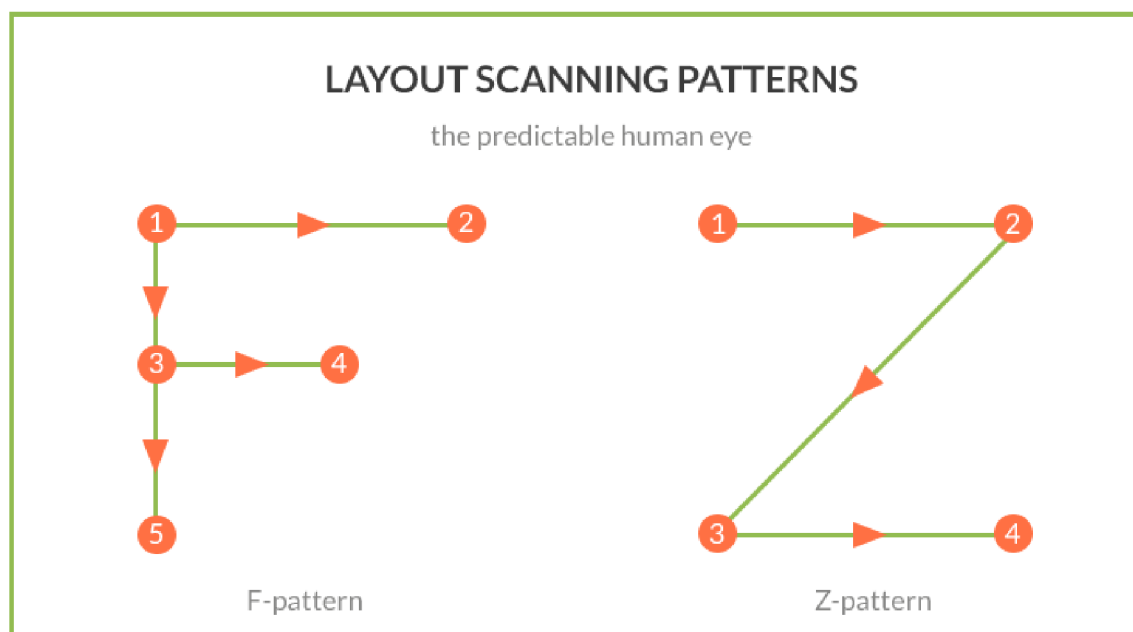 LAYOUT SCANNING PATTERNS
the predictable human eye
1 2
3 4
5
F-pattern
1 2
3 4
Z-pattern